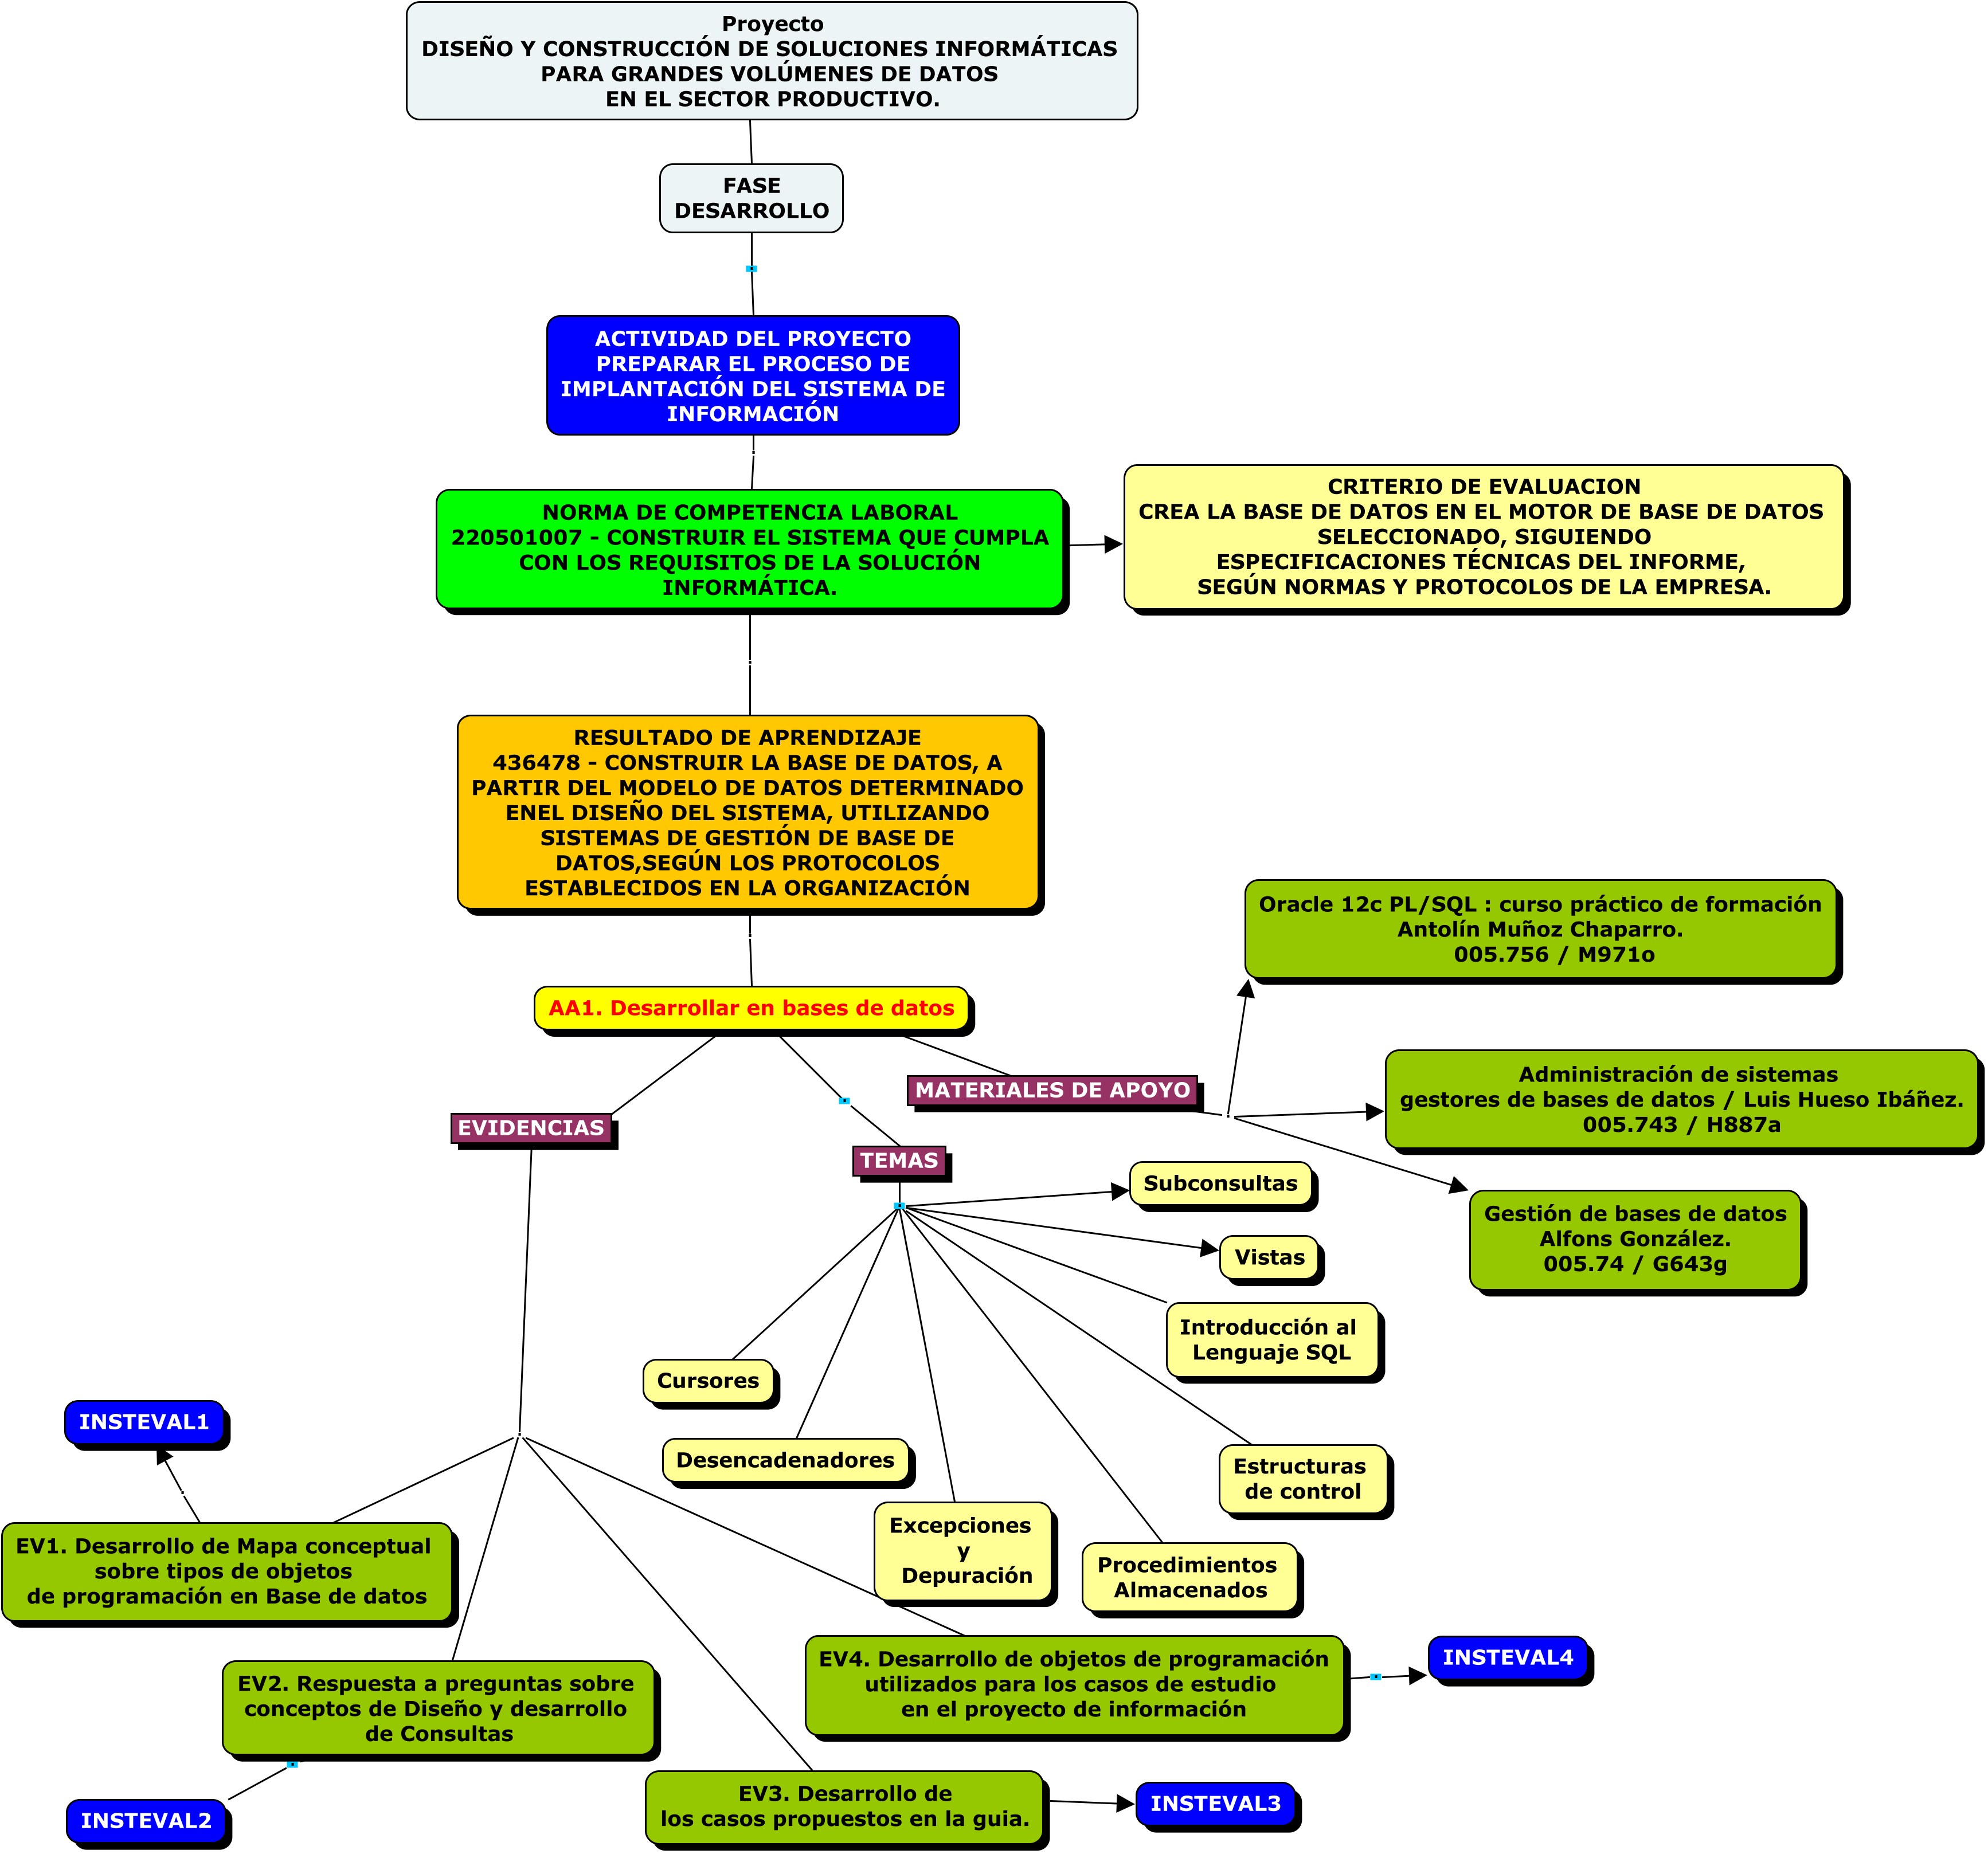 Proyecto
DISEÑO Y CONSTRUCCIÓN DE SOLUCIONES INFORMÁTICAS
PARA GRANDES VOLÚMENES DE DATOS
EN EL SECTOR PRODUCTIVO.
FASE
DESARROLLO
ACTIVIDAD DEL PROYECTO
PREPARAR EL PROCESO DE
IMPLANTACIÓN DEL SISTEMA DE
INFORMACIÓN
NORMA DE COMPETENCIA LABORAL
220501007 - CONSTRUIR EL SISTEMA QUE CUMPLA
CON LOS REQUISITOS DE LA SOLUCIÓN
INFORMÁTICA.
CRITERIO DE EVALUACION
CREA LA BASE DE DATOS EN EL MOTOR DE BASE DE DATOS
SELECCIONADO, SIGUIENDO
ESPECIFICACIONES TÉCNICAS DEL INFORME,
SEGÚN NORMAS Y PROTOCOLOS DE LA EMPRESA.
RESULTADO DE APRENDIZAJE
436478 - CONSTRUIR LA BASE DE DATOS, A
PARTIR DEL MODELO DE DATOS DETERMINADO
ENEL DISEÑO DEL SISTEMA, UTILIZANDO
SISTEMAS DE GESTIÓN DE BASE DE
DATOS,SEGÚN LOS PROTOCOLOS
ESTABLECIDOS EN LA ORGANIZACIÓN
AA1. Desarrollar en bases de datos
MATERIALES DE APOYO
Oracle 12c PL/SQL : curso práctico de formación
Antolín Muñoz Chaparro.
005.756 / M971o
Administración de sistemas
gestores de bases de datos / Luis Hueso Ibáñez.
005.743 / H887a
Gestión de bases de datos
Alfons González.
005.74 / G643g
EVIDENCIAS
TEMAS
Subconsultas
Vistas
Introducción al
Lenguaje SQL
Estructuras
de control
Procedimientos
Almacenados
Excepciones
y
Depuración
Desencadenadores
Cursores
INSTEVAL1
EV1. Desarrollo de Mapa conceptual
sobre tipos de objetos
de programación en Base de datos
EV2. Respuesta a preguntas sobre
conceptos de Diseño y desarrollo
de Consultas
INSTEVAL2
EV3. Desarrollo de
los casos propuestos en la guia.
INSTEVAL3
EV4. Desarrollo de objetos de programación
utilizados para los casos de estudio
en el proyecto de información
INSTEVAL4